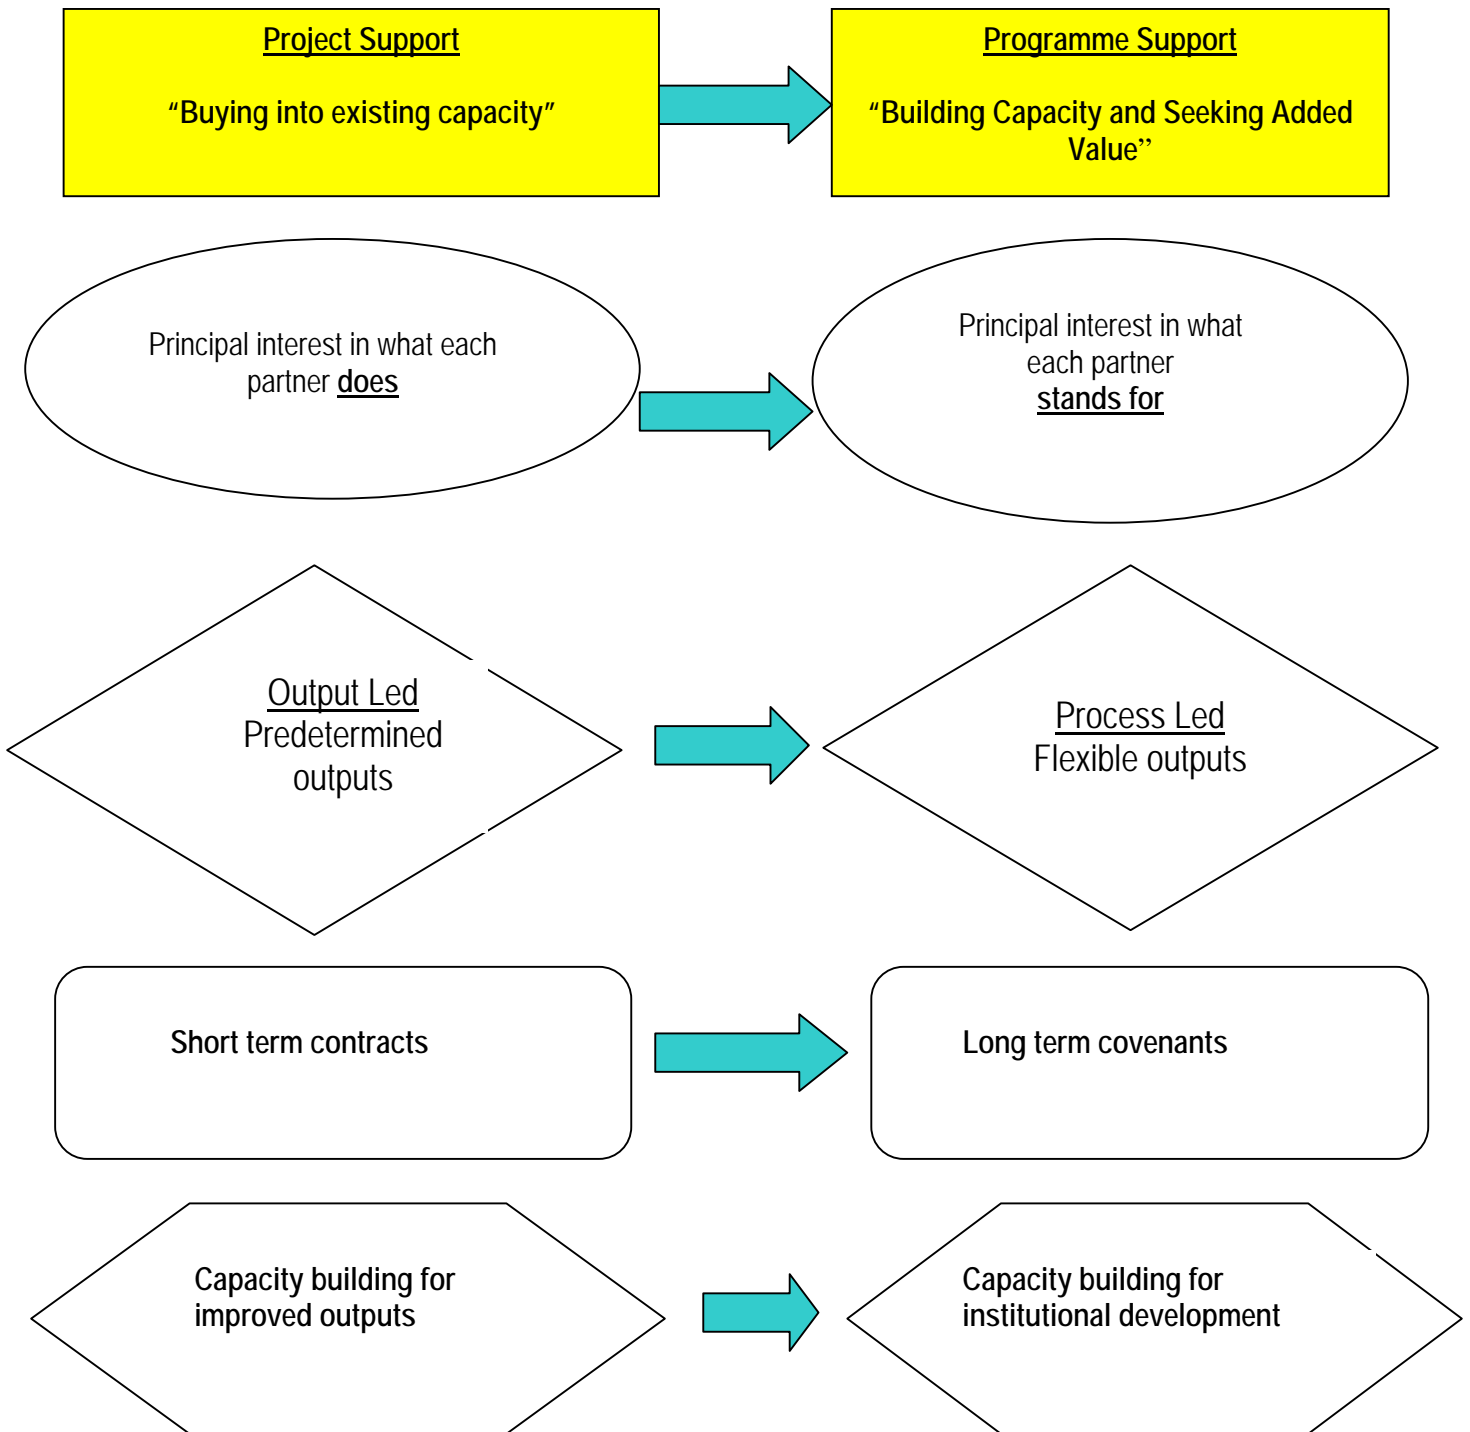 Project Support
“Buying into existing capacity”
Programme Support
“Building Capacity and Seeking Added
Value”
Principal interest in what each
partner does
Principal interest in what
each partner
stands for
Output Led
Predetermined
outputs
Process Led
Flexible outputs
Short term contracts
Long term covenants
Capacity building for
improved outputs
Capacity building for
institutional development